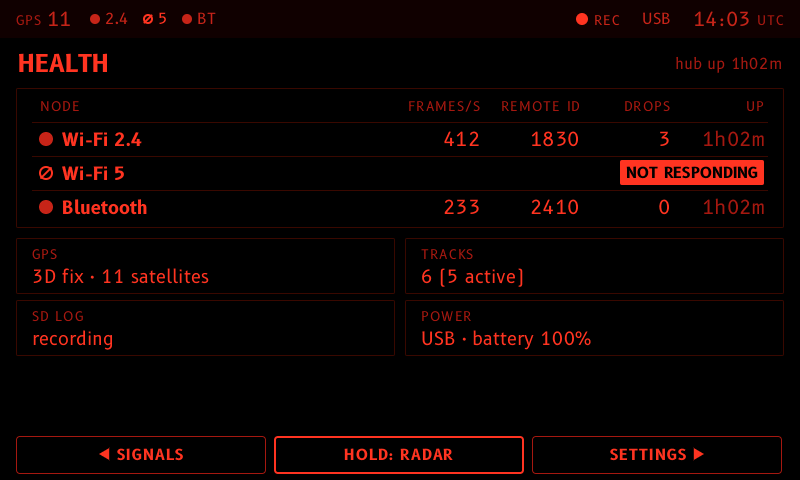 GPS 11 2.4 5 BT REC USB 14:03 UTC
HEALTH hub up 1h02m
NODE FRAMES/S REMOTE ID DROPS UP
Wi-Fi 2.4 412 1830 3 1h02m
Wi-Fi 5 NOT RESPONDING
Bluetooth 233 2410 0 1h02m
GPS TRACKS
3D fix · 11 satellites 6 (5 active)
SD LOG POWER
recording USB · battery 100%
◀ SIGNALS HOLD: RADAR SETTINGS ▶